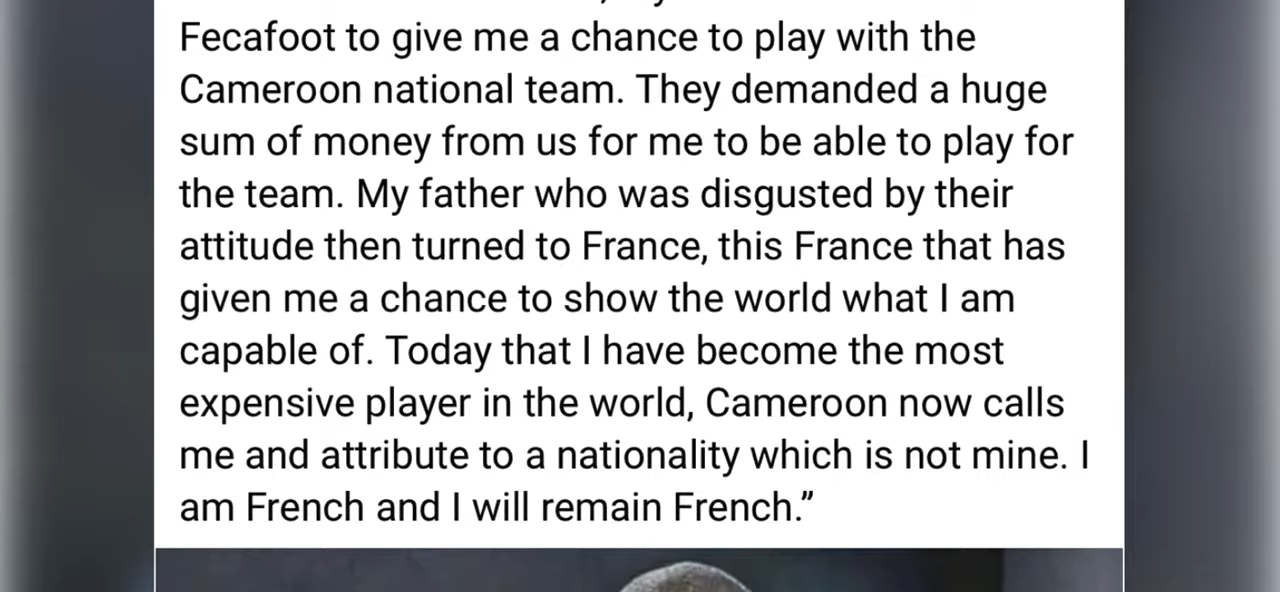 Fecafoot to give me a chance to play with the
Cameroon national team. They demanded a huge
sum of money from us for me to be able to play for
the team. My father who was disgusted by their
attitude then turned to France, this France that has
given me a chance to show the world what I am
capable of. Today that I have become the most
expensive player in the world, Cameroon now calls
me and attribute to a nationality which is not mine. I
am French and I will remain French.”